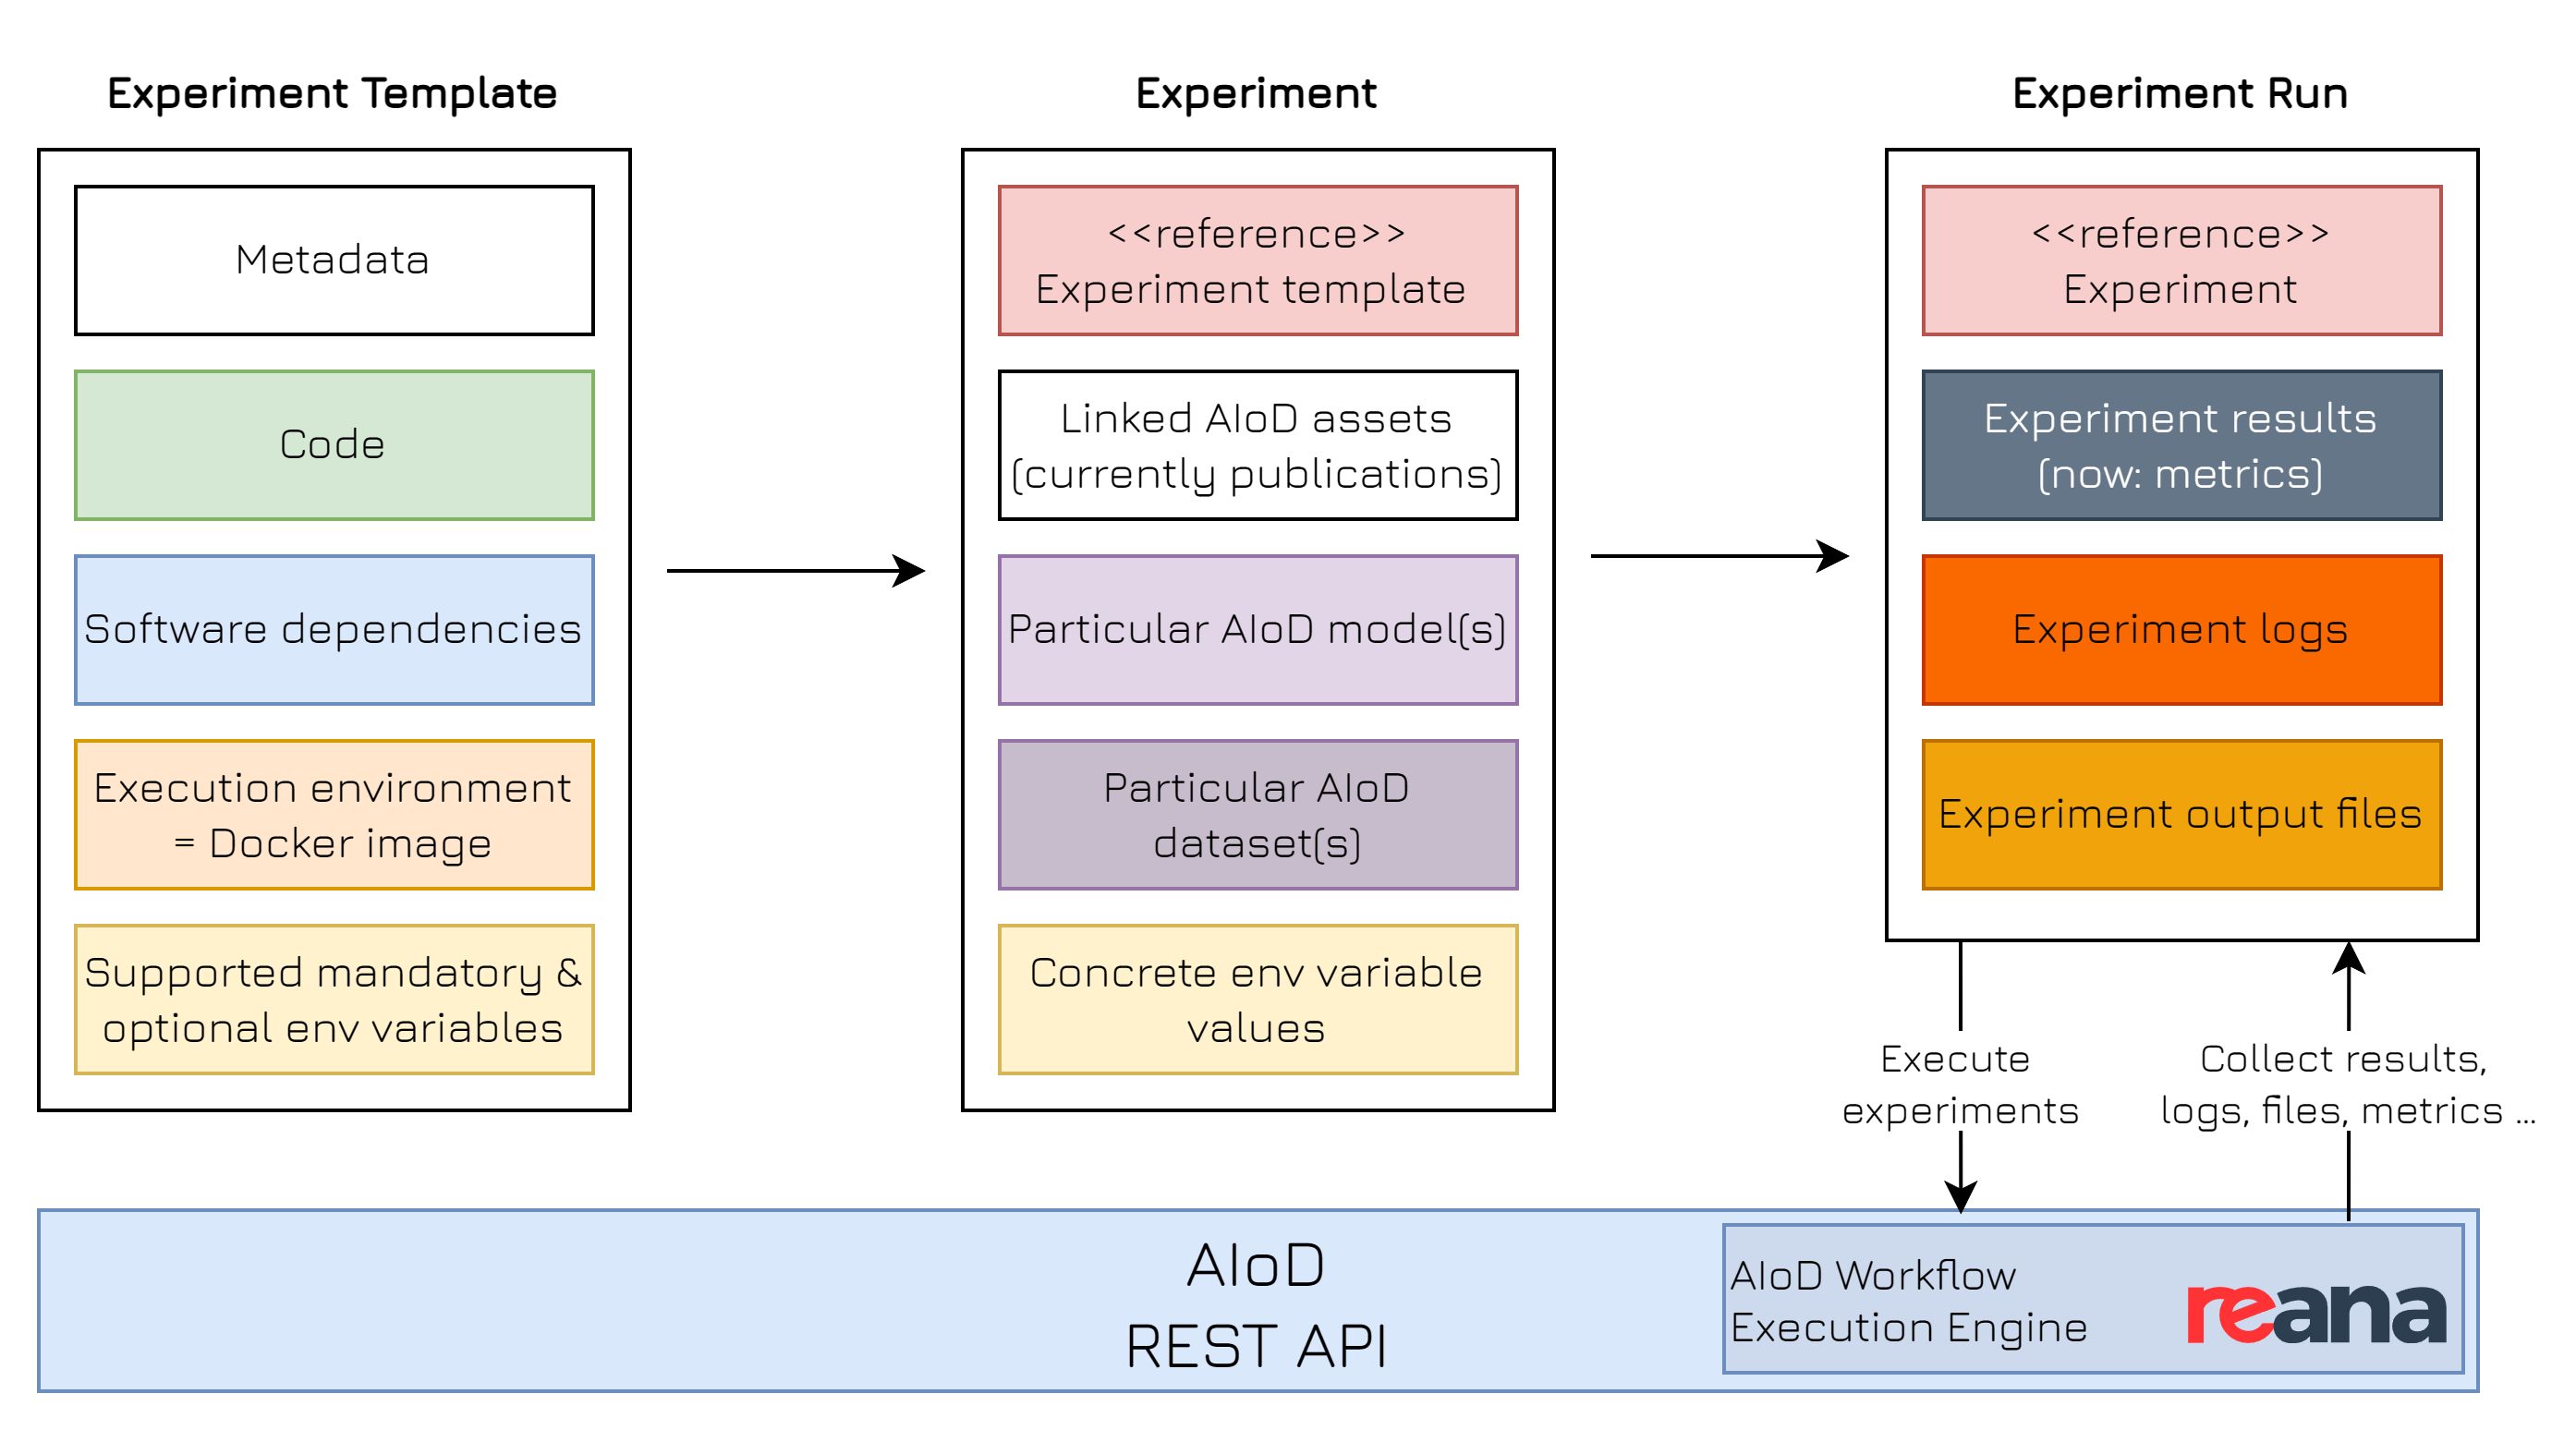 Experiment Template
Metadata
Code
Software dependencies
Execution environment
= Docker image
Supported mandatory &
optional env variables
Experiment
<<reference>>
Experiment template
Linked AIoD assets
(currently publications)
Particular AIoD model(s)
Particular AIoD
dataset(s)
Concrete env variable
values
Experiment Run
<<reference>>
Experiment
Experiment results
(now: metrics)
Experiment logs
Experiment output files
Execute
experiments
Collect results,
logs, files, metrics ...
AIoD
REST API
AIoD Workflow
Execution Engine
reana